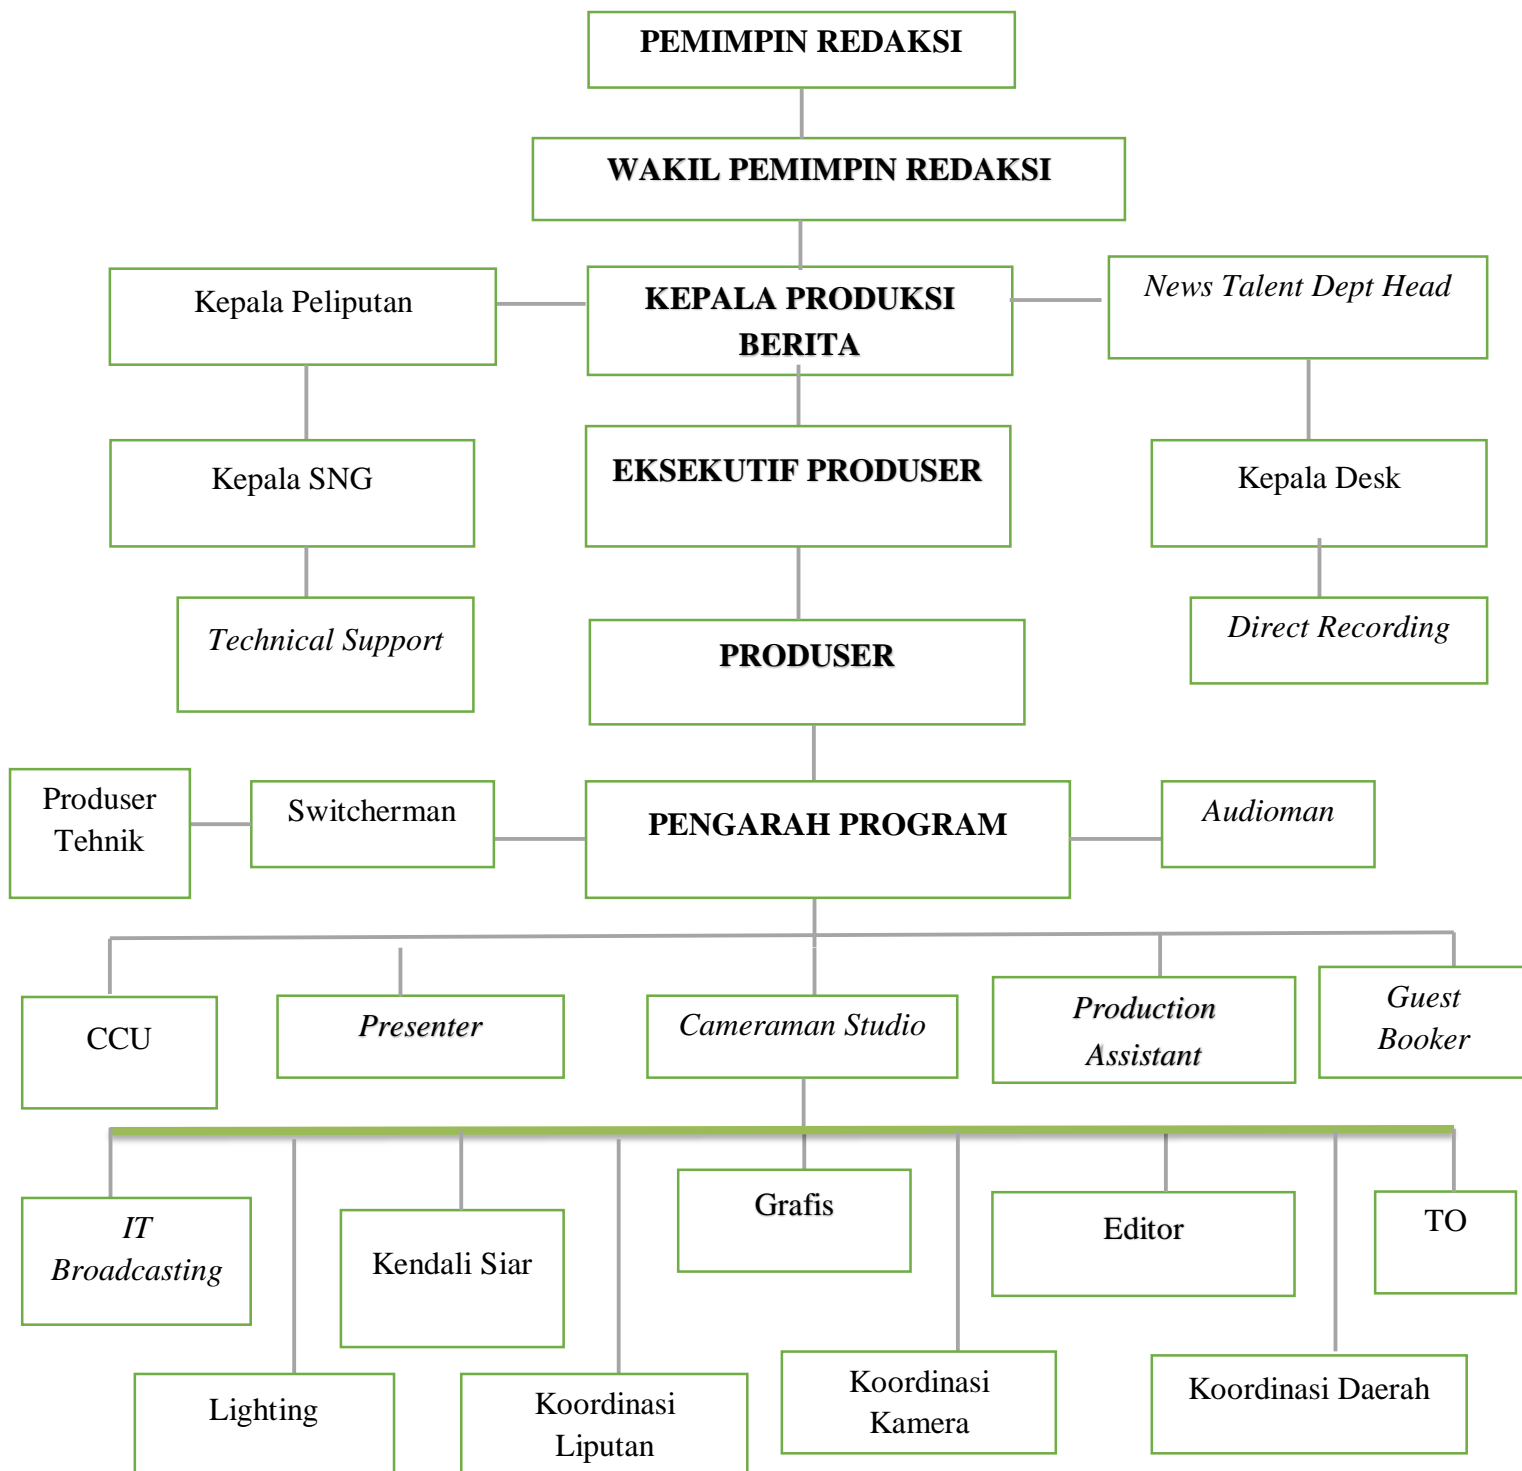 PEMIMPIN REDAKSI
WAKIL PEMIMPIN REDAKSI
Kepala Peliputan
KEPALA PRODUKSI
BERITA
News Talent Dept Head
Kepala SNG
EKSEKUTIF PRODUSER
Kepala Desk
Technical Support
PRODUSER
Direct Recording
Produser
Tehnik
Switcherman
PENGARAH PROGRAM
Audioman
CCU
Presenter
Cameraman Studio
Production
Assistant
Guest
Booker
IT
Broadcasting
Kendali Siar
Grafis
Editor
TO
Lighting
Koordinasi
Liputan
Koordinasi
Kamera
Koordinasi Daerah